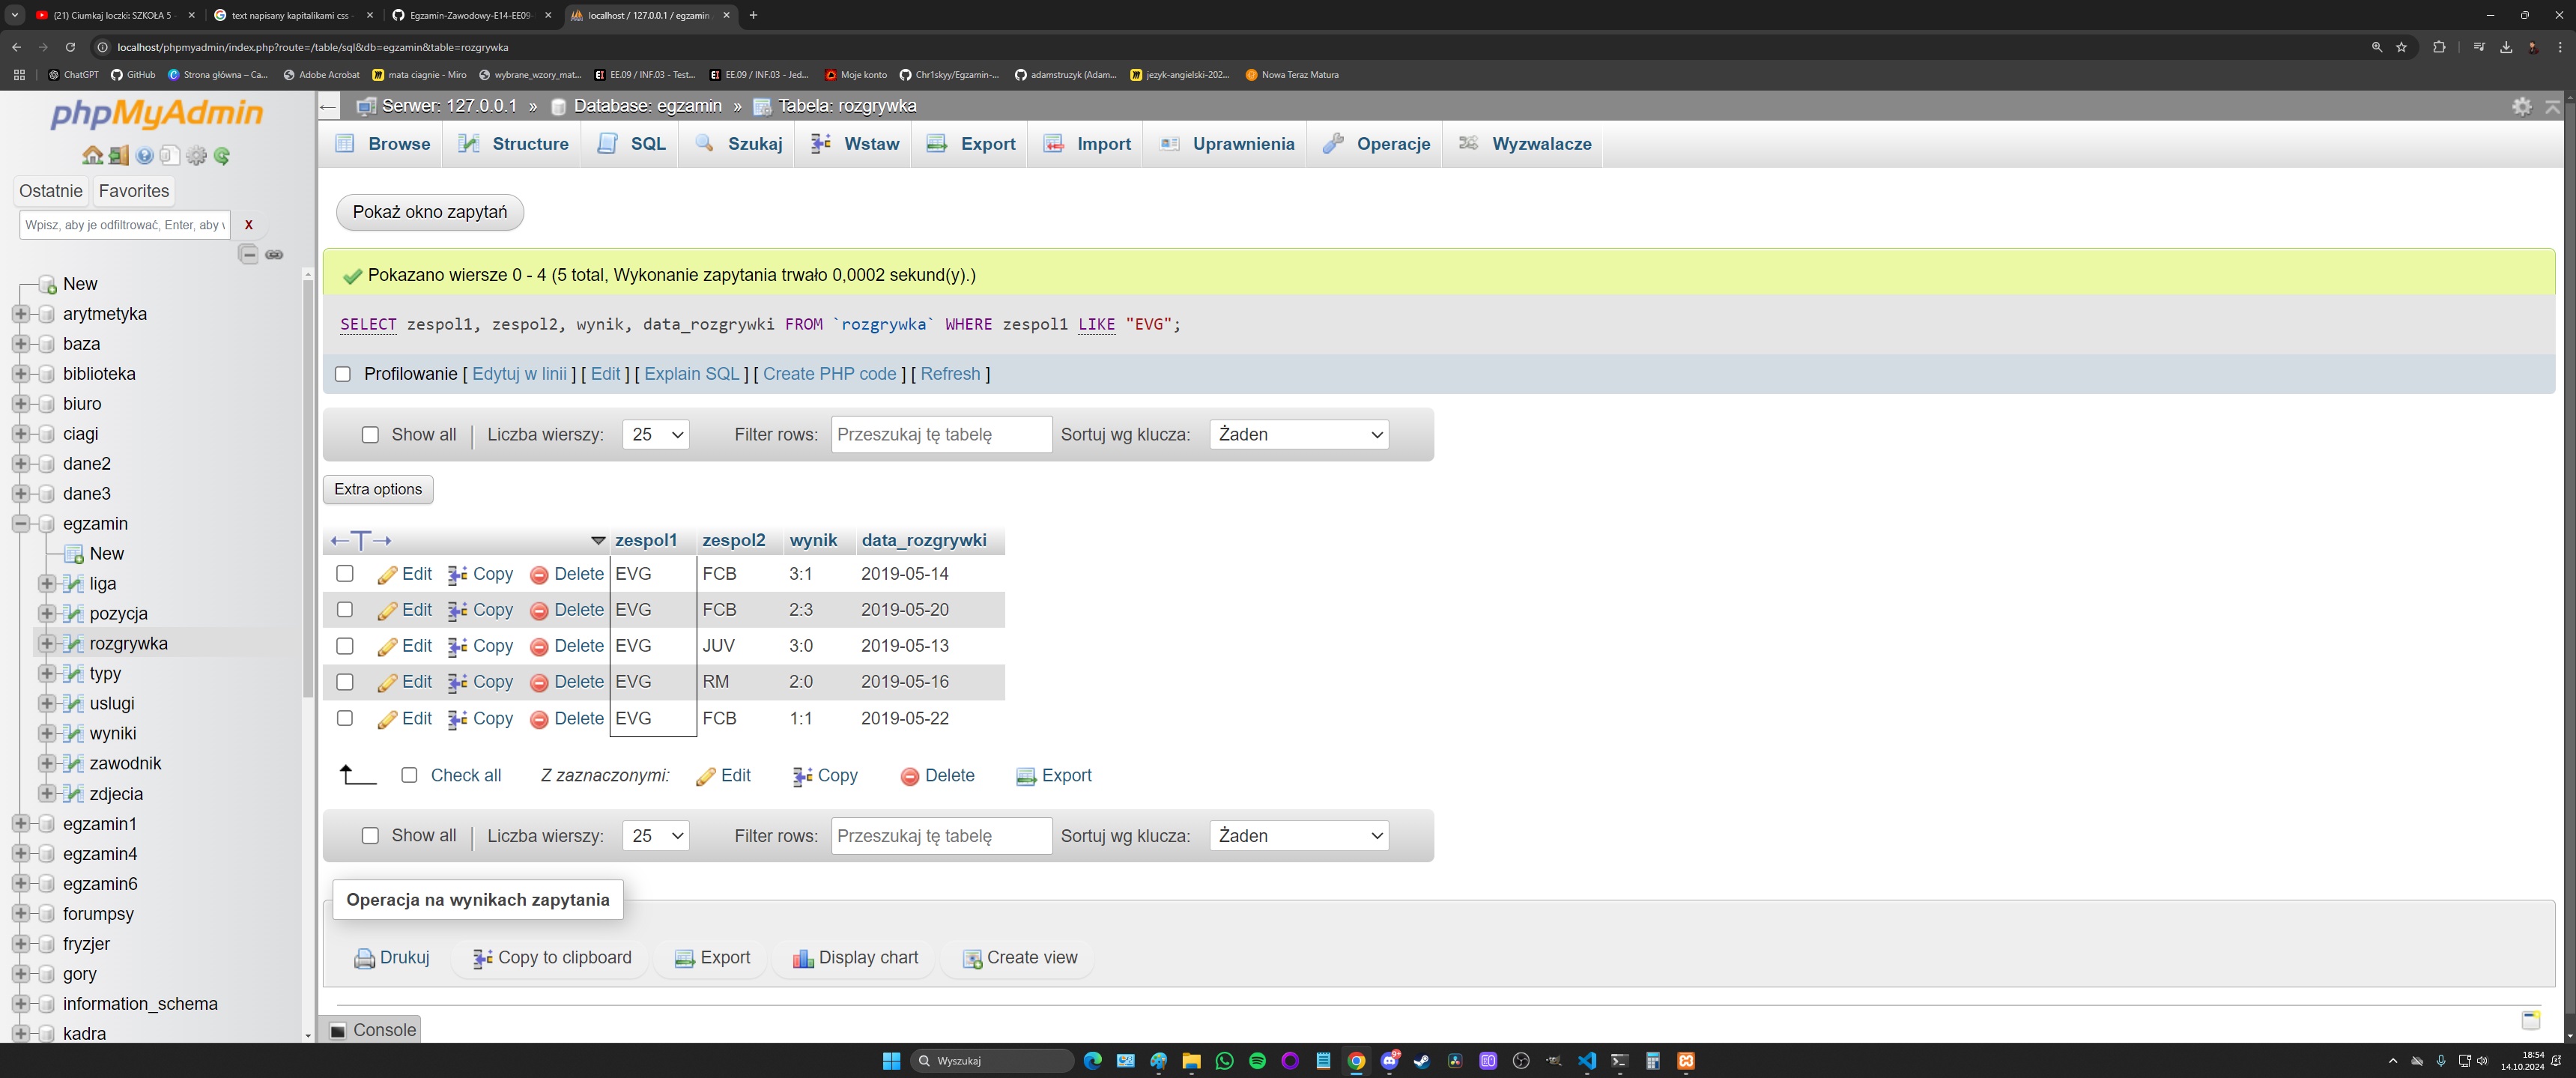 (21) Ciumkaj loczki: SZKOŁA 5 -
text napisany kapitalikami css -
Egzamin-Zawodowy-E14-EE09-
localhost / 127.0.0.1 / egzamin
localhost/phpmyadmin/index.php?route=/table/sql&db=egzamin&table=rozgrywka
ChatGPT
GitHub
Strona główna – Ca...
Adobe Acrobat
mata ciagnie - Miro
wybrane_wzory_mat...
EE.09 / INF.03 - Test...
EE.09 / INF.03 - Jed...
Moje konto
Chr1skyy/Egzamin-...
adamstruzyk (Adam...
jezyk-angielski-202...
Nowa Teraz Matura
phpMyAdmin
Ostatnie Favorites
Wpisz, aby je odfiltrować, Enter, aby w X
New
arytmetyka
baza
biblioteka
biuro
ciagi
dane2
dane3
egzamin
New
liga
pozycja
rozgrywka
typy
uslugi
wyniki
zawodnik
zdjecia
egzamin1
egzamin4
egzamin6
forumpsy
fryzjer
gory
information_schema
kadra
Serwer: 127.0.0.1 » Database: egzamin » Tabela: rozgrywka
Browse Structure SQL Szukaj Wstaw Export Import Uprawnienia Operacje Wyzwalacze
Pokaż okno zapytań
Pokazano wiersze 0 - 4 (5 total, Wykonanie zapytania trwało 0,0002 sekund(y).)
SELECT zespol1, zespol2, wynik, data_rozgrywki FROM `rozgrywka` WHERE zespol1 LIKE "EVG";
Profilowanie [ Edytuj w linii ] [ Edit ] [ Explain SQL ] [ Create PHP code ] [ Refresh ]
Show all | Liczba wierszy: 25 Filter rows: Przeszukaj tę tabelę Sortuj wg klucza: Żaden
Extra options
←T→ zespol1 zespol2 wynik data_rozgrywki
Edit Copy Delete EVG FCB 3:1 2019-05-14
Edit Copy Delete EVG FCB 2:3 2019-05-20
Edit Copy Delete EVG JUV 3:0 2019-05-13
Edit Copy Delete EVG RM 2:0 2019-05-16
Edit Copy Delete EVG FCB 1:1 2019-05-22
Check all Z zaznaczonymi: Edit Copy Delete Export
Show all | Liczba wierszy: 25 Filter rows: Przeszukaj tę tabelę Sortuj wg klucza: Żaden
Operacja na wynikach zapytania
Drukuj Copy to clipboard Export Display chart Create view
Console
Wyszukaj
18:54
14.10.2024